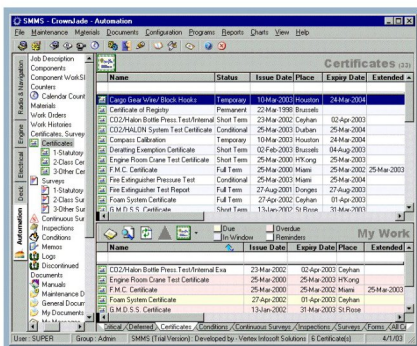 SMMS - CrownJade - Automation
File Maintenance Materials Documents Configuration Programs Reports Charts View Help
Job Description
Components
Component Work
Counters
Calendar Count
Materials
Work Orders
Work Histories
Certificates, Survey
Certificates
1-Statutory
2-Class Cer
3-Other Cer
Surveys
1-Statutory
2-Class Sur
3-Other Sur
Continuous Sur
Inspections
Conditions
Memos
Logs
Discontinued
Documents
Manuals
Maintenance D
General Docum
My Documents
Radio & Navigation
Engine
Electrical
Deck
Automation
Certificates (33)
Name Status Issue Date Place Expiry Date Extended
Cargo Gear Wire/ Block Hooks Temporary 10-Mar-2003 Houston 24-Mar-2004
Certificate of Registry Permanent 22-Mar-1998 Brussels
CO2/Halon Bottle Press.Test/Internal Short Term 23-Mar-2002 Ceyhan 02-Apr-2003
CO2/HALON System Test Certificate Conditional 25-Mar-2003 Durban 25-Mar-2004
Compass Calibration Temporary 10-Mar-2003 Houston 24-Mar-2004
Deratting Exemption Certificate Short Term 02-Feb-2003 Brussels 04-Aug-2003
Engine Room Crane Test Certificate Full Term 25-Mar-2000 H'Kong 25-Mar-2003
F.M.C. Certificate Full Term 25-Mar-2000 Miami 25-Mar-2002 25-Mar-2003
Fire Extinguisher Pressure Test Conditional 25-Mar-2003 Miami 25-Mar-2004
Fire Extinguisher Test Report Full Term 27-Aug-2001 Donges 27-Aug-2003
Foam System Certificate Full Term 27-Apr-2002 Ceyhan 01-Apr-2003
G.M.D.S.S. Certificate Short Term 13-Jan-2002 St Rose 31-Mar-2003
Due Overdue
In Window Reminders
My Work
Name Issue Date Expiry Date Place Extended
CO2/Halon Bottle Press.Test/Internal Exa 23-Mar-2002 02-Apr-2003 Ceyhan
Engine Room Crane Test Certificate 25-Mar-2000 25-Mar-2003 H'Kong
F.M.C. Certificate 25-Mar-2000 25-Mar-2002 Miami 25-Mar-2003
Foam System Certificate 27-Apr-2002 01-Apr-2003 Ceyhan
G.M.D.S.S. Certificate 13-Jan-2002 31-Mar-2003 St Rose
Critical Deferred Certificates Conditions Continuous Surveys Inspections Surveys Forms All
User : SUPER Group : Admin SMMS (Trial Version) : Developed by - Vertex Infosoft Solutions 6 Certificate(s) 4/1/03